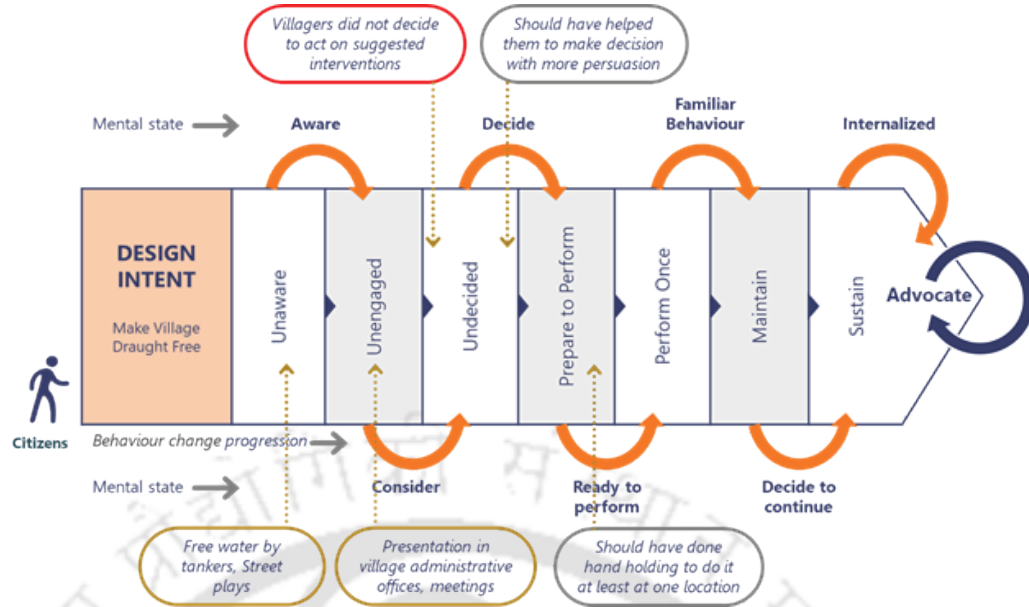 Villagers did not decide
to act on suggested
interventions
Should have helped
them to make decision
with more persuasion
Mental state
Aware
Decide
Familiar
Behaviour
Internalized
DESIGN
INTENT
Make Village
Draught Free
Unaware
Unengaged
Undecided
Prepare to Perform
Perform Once
Maintain
Sustain
Advocate
Citizens
Behaviour change progression
Mental state
Consider
Ready to
perform
Decide to
continue
Free water by
tankers, Street
plays
Presentation in
village administrative
offices, meetings
Should have done
hand holding to do it
at least at one location